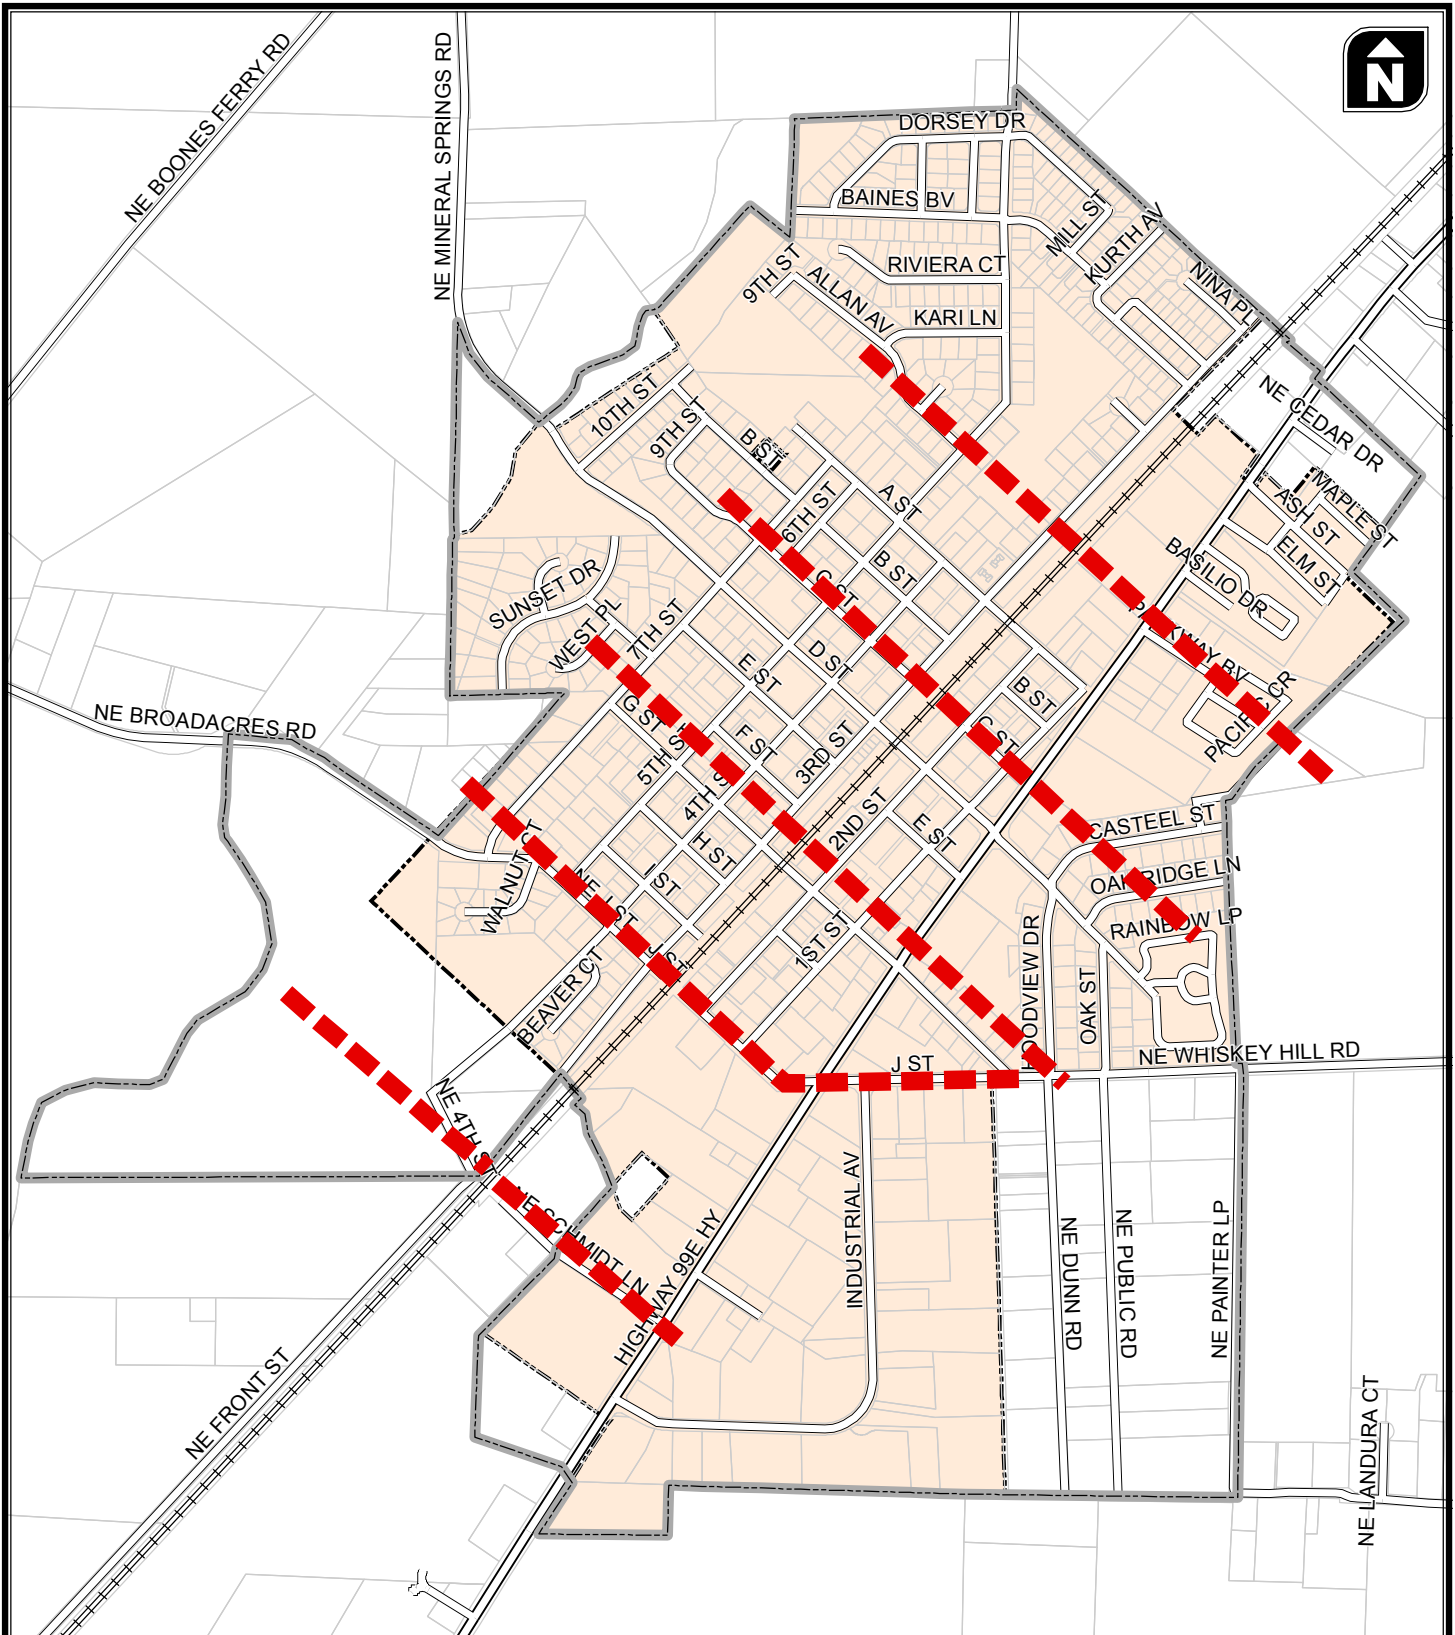 N
NE BOONES FERRY RD
NE MINERAL SPRINGS RD
DORSEY DR
BAINES BV
MILL ST
KURTH AV
RIVIERA CT
NINA PL
9TH ST
ALLAN AV
KARI LN
NE CEDAR DR
10TH ST
9TH ST
B ST
MAPLE ST
ASH ST
6TH ST
A ST
ELM ST
BASILIO DR
B ST
C ST
SUNSET DR
WEST PL
7TH ST
D ST
E ST
PACIFIC CR
B ST
NE BROADACRES RD
G ST
F ST
C ST
5TH
3RD ST
4TH
2ND ST
E ST
CASTEEL ST
H ST
WALNUT
I ST
RAINBOW LP
J ST
1ST ST
OAK ST
BEAVER CT
J ST
NE WHISKEY HILL RD
NE 4TH ST
INDUSTRIAL AV
NE SCHMIDT LN
HIGHWAY 99E HY
NE DUNN RD
NE PUBLIC RD
NE PAINTER LP
NE FRONT ST
NE LANDURA CT